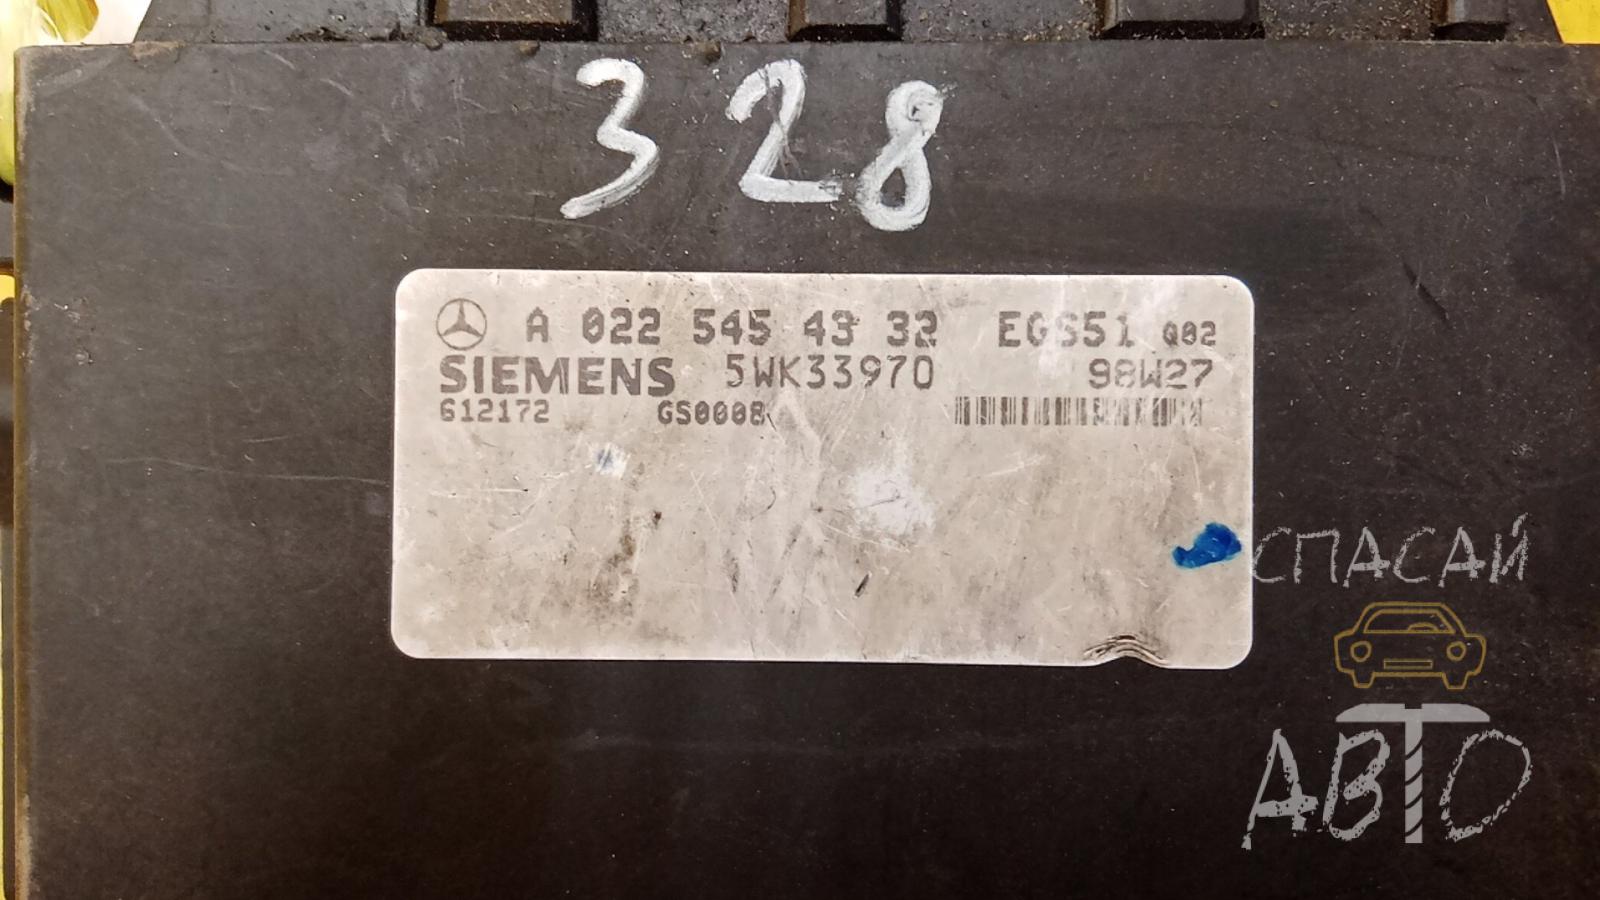 328
A 022 545 43 32 EGS51 Q02
SIEMENS 5WK33970 98W27
612172 GS0008
СПАСАЙ
АВТО